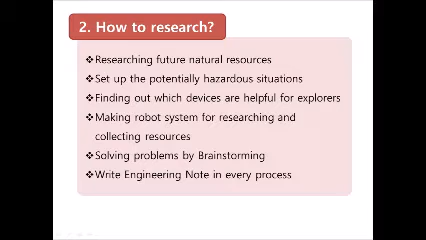 2. How to research?
❖Researching future natural resources
❖Set up the potentially hazardous situations
❖Finding out which devices are helpful for explorers
❖Making robot system for researching and
collecting resources
❖Solving problems by Brainstorming
❖Write Engineering Note in every process